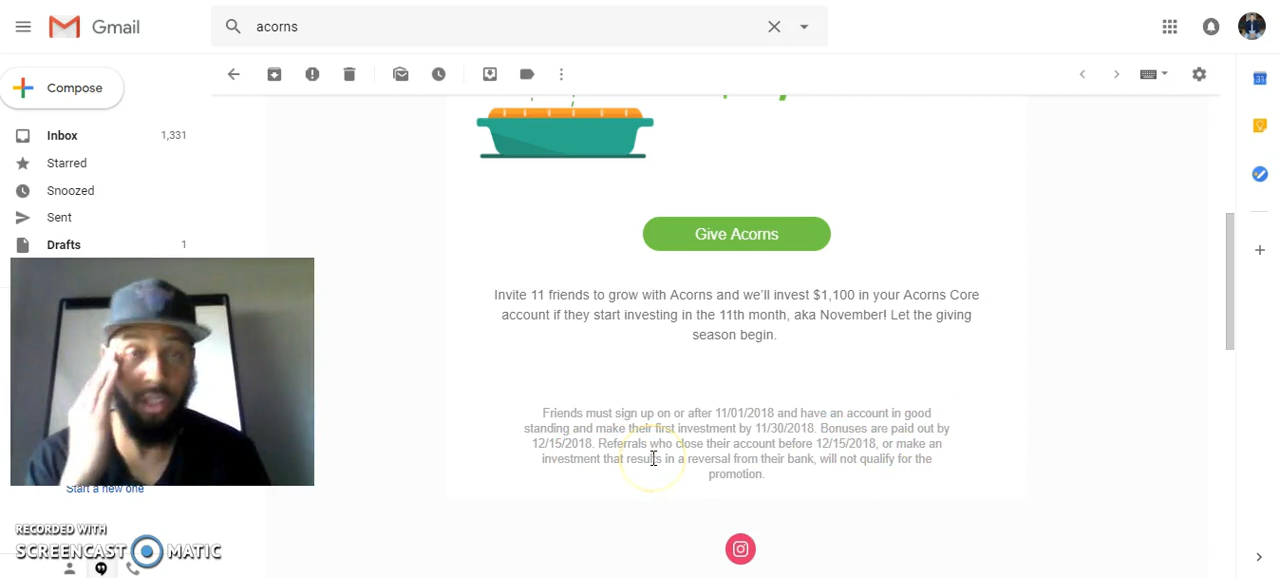 Gmail
acorns
Compose
Inbox 1,331
Starred
Snoozed
Sent
Drafts 1
Give Acorns
Invite 11 friends to grow with Acorns and we'll invest $1,100 in your Acorns Core
account if they start investing in the 11th month, aka November! Let the giving
season begin.
Friends must sign up on or after 11/01/2018 and have an account in good
standing and make their first investment by 11/30/2018. Bonuses are paid out by
12/15/2018. Referrals who close their account before 12/15/2018, or make an
investment that results in a reversal from their bank, will not qualify for the
promotion.
Start a new one
RECORDED WITH
SCREENCAST MATIC
31